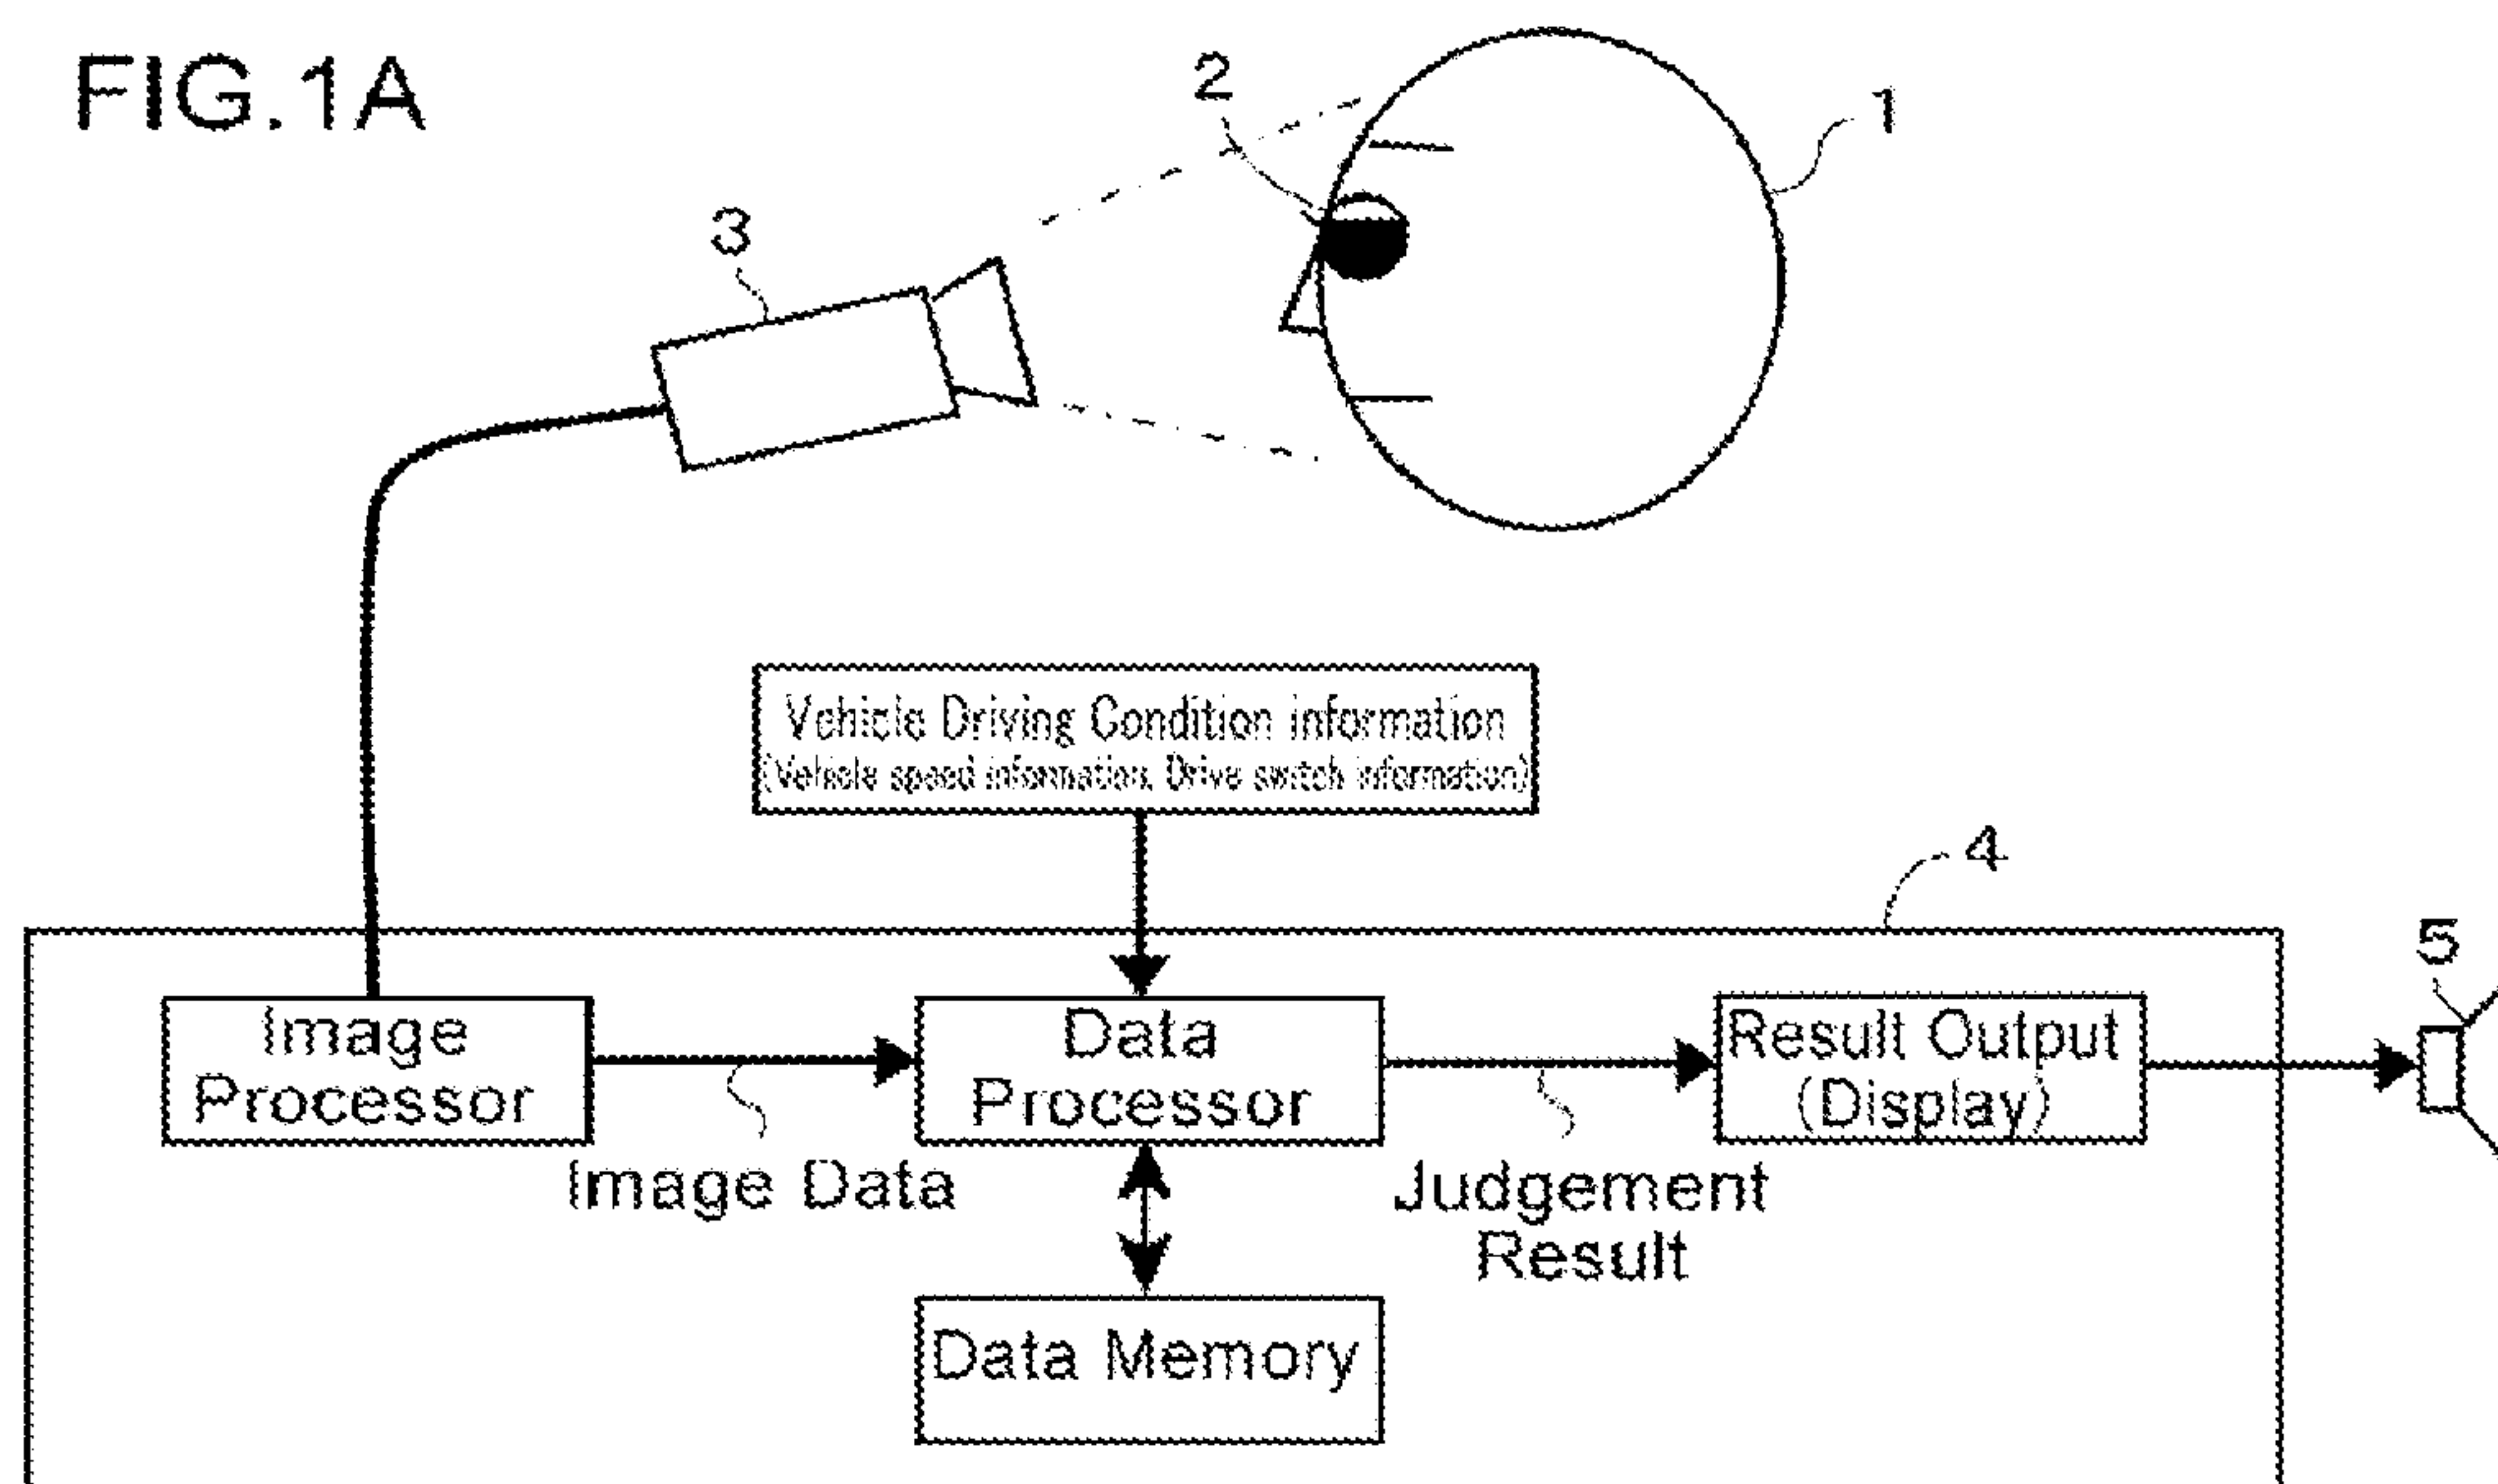 FIG.1A
2
1
3
Vehicle Driving Condition information
(Vehicle speed information, Drive switch information)
4
5
Image
Processor
Data
Processor
Result Output
(Display)
Image Data
Judgement
Result
Data Memory